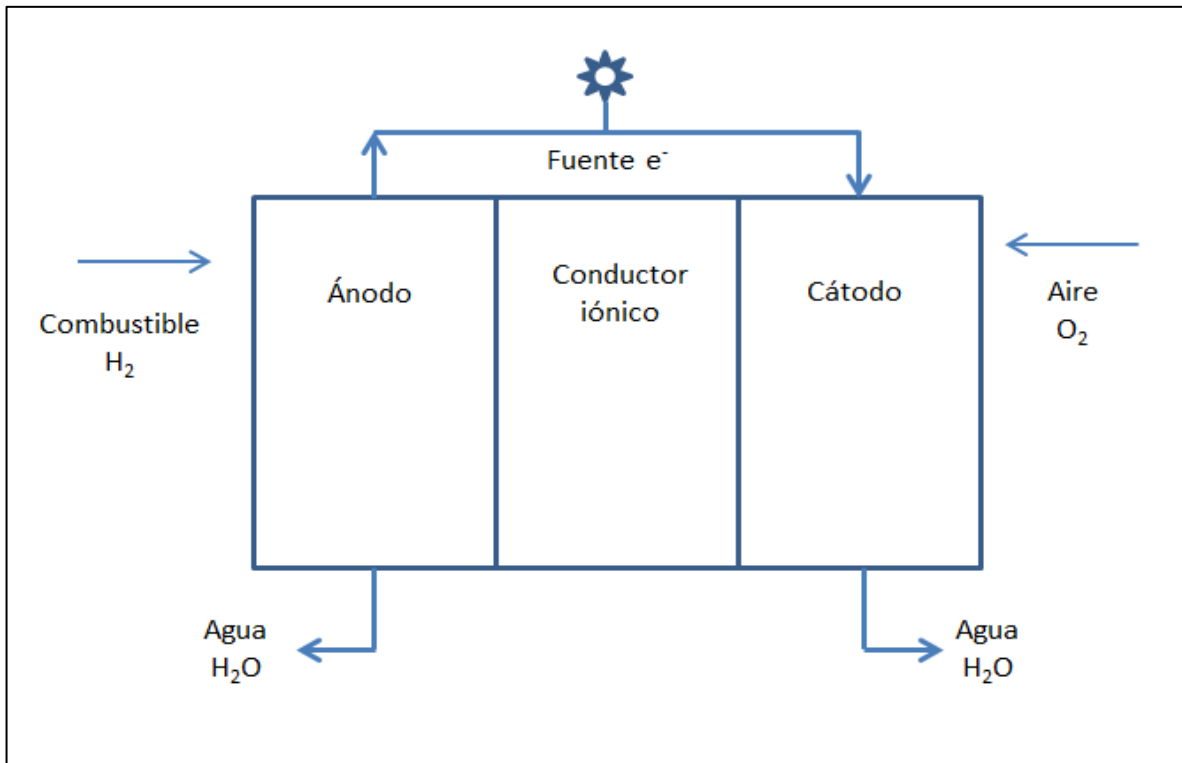 Fuente e⁻
Combustible
H₂
Ánodo
Conductor
iónico
Cátodo
Aire
O₂
Agua
H₂O
Agua
H₂O